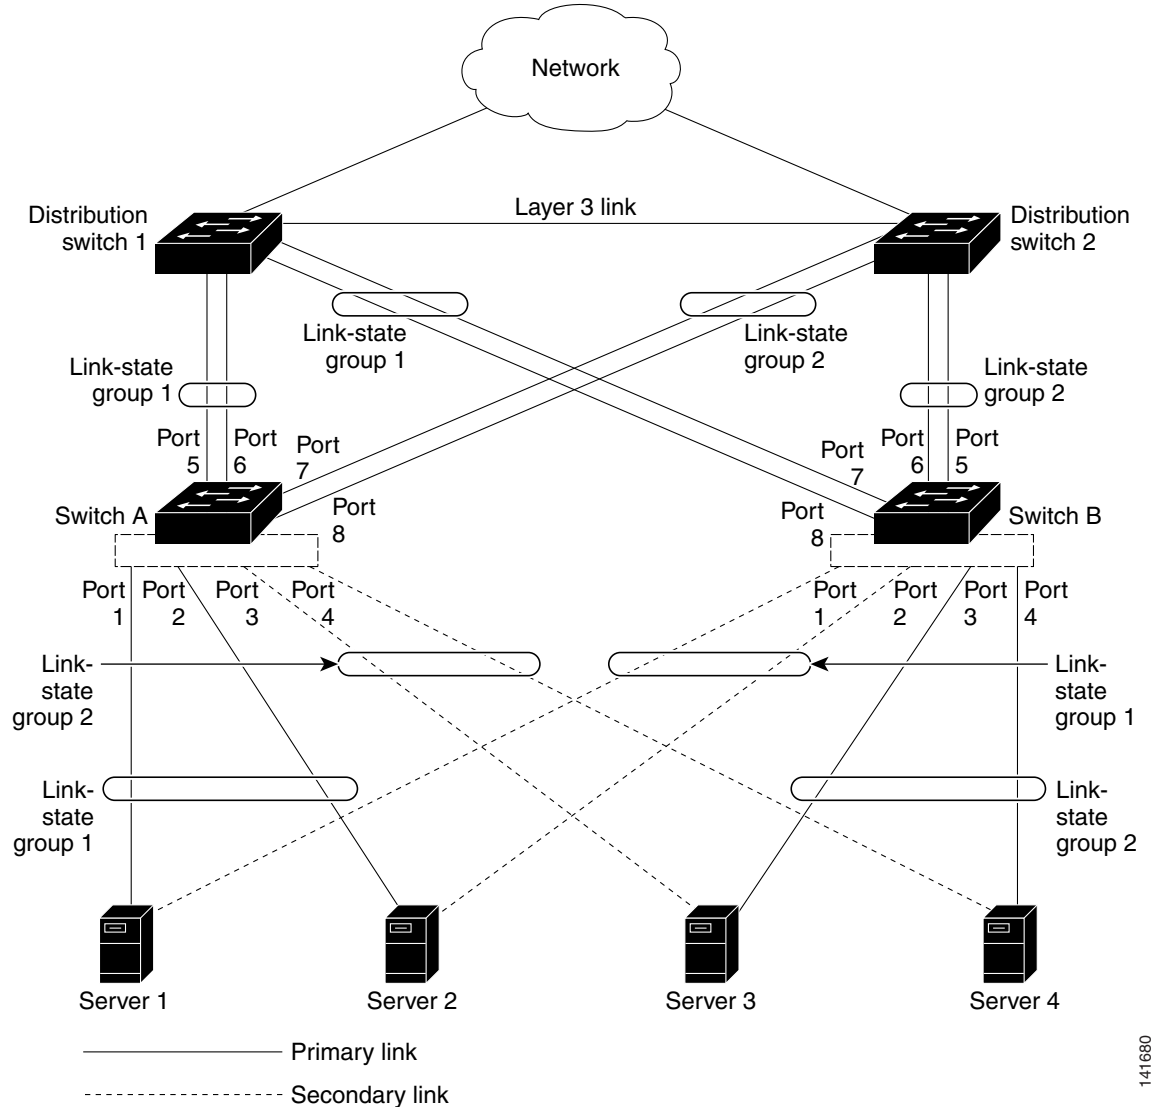 Network
Layer 3 link
Distribution
switch 1
Distribution
switch 2
Link-state
group 1
Link-state
group 2
Link-state
group 1
Link-state
group 2
Port
5
Port
6
Port
7
Port
8
Port
7
Port
6
Port
5
Port
8
Switch A
Switch B
Port
1
Port
2
Port
3
Port
4
Port
1
Port
2
Port
3
Port
4
Link-
state
group 2
Link-
state
group 1
Link-
state
group 1
Link-
state
group 2
Server 1
Server 2
Server 3
Server 4
Primary link
Secondary link
141680